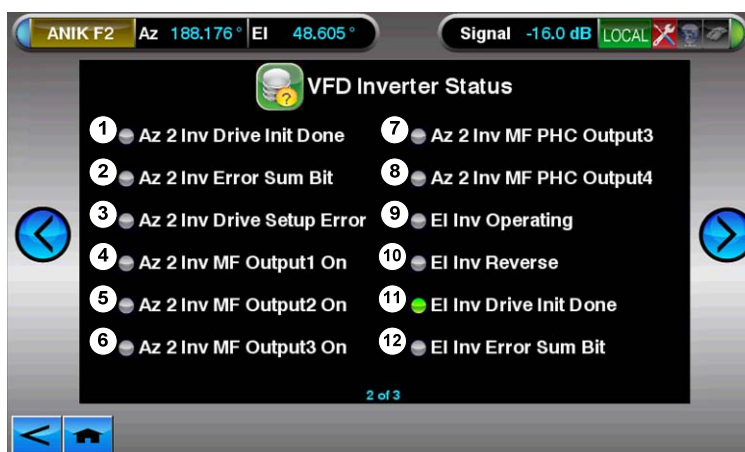 ANIK F2 Az 188.176° El 48.605° Signal -16.0 dB LOCAL
VFD Inverter Status
1 Az 2 Inv Drive Init Done
2 Az 2 Inv Error Sum Bit
3 Az 2 Inv Drive Setup Error
4 Az 2 Inv MF Output1 On
5 Az 2 Inv MF Output2 On
6 Az 2 Inv MF Output3 On
7 Az 2 Inv MF PHC Output3
8 Az 2 Inv MF PHC Output4
9 El Inv Operating
10 El Inv Reverse
11 El Inv Drive Init Done
12 El Inv Error Sum Bit
2 of 3